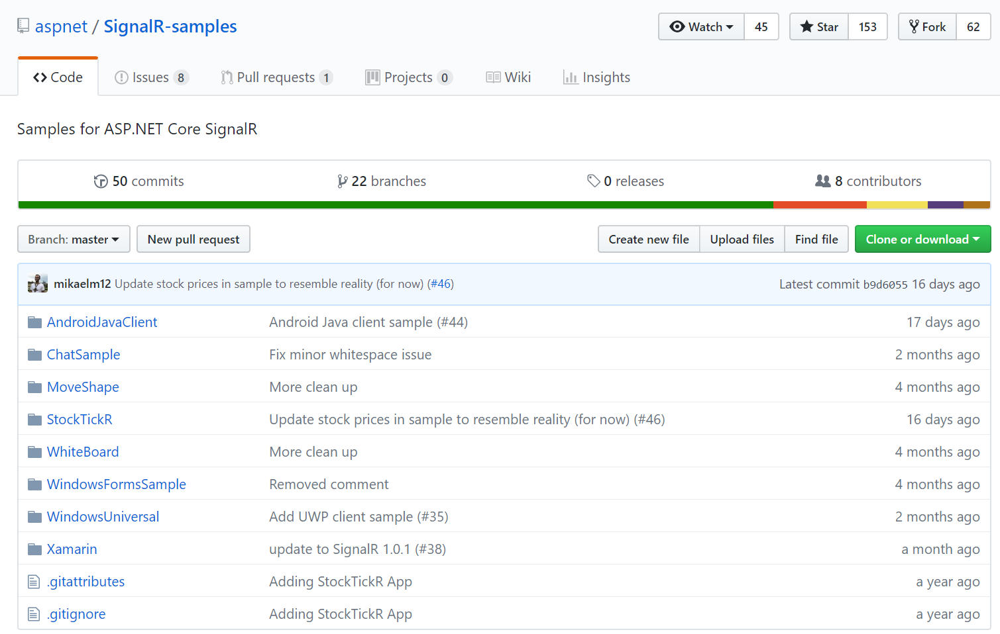 aspnet / SignalR-samples
Watch 45 Star 153 Fork 62
Code Issues 8 Pull requests 1 Projects 0 Wiki Insights
Samples for ASP.NET Core SignalR
50 commits 22 branches 0 releases 8 contributors
Branch: master New pull request Create new file Upload files Find file Clone or download
mikaelm12 Update stock prices in sample to resemble reality (for now) (#46) Latest commit b9d6055 16 days ago
AndroidJavaClient Android Java client sample (#44) 17 days ago
ChatSample Fix minor whitespace issue 2 months ago
MoveShape More clean up 4 months ago
StockTickR Update stock prices in sample to resemble reality (for now) (#46) 16 days ago
WhiteBoard More clean up 4 months ago
WindowsFormsSample Removed comment 4 months ago
WindowsUniversal Add UWP client sample (#35) 2 months ago
Xamarin update to SignalR 1.0.1 (#38) a month ago
.gitattributes Adding StockTickR App a year ago
.gitignore Adding StockTickR App a year ago